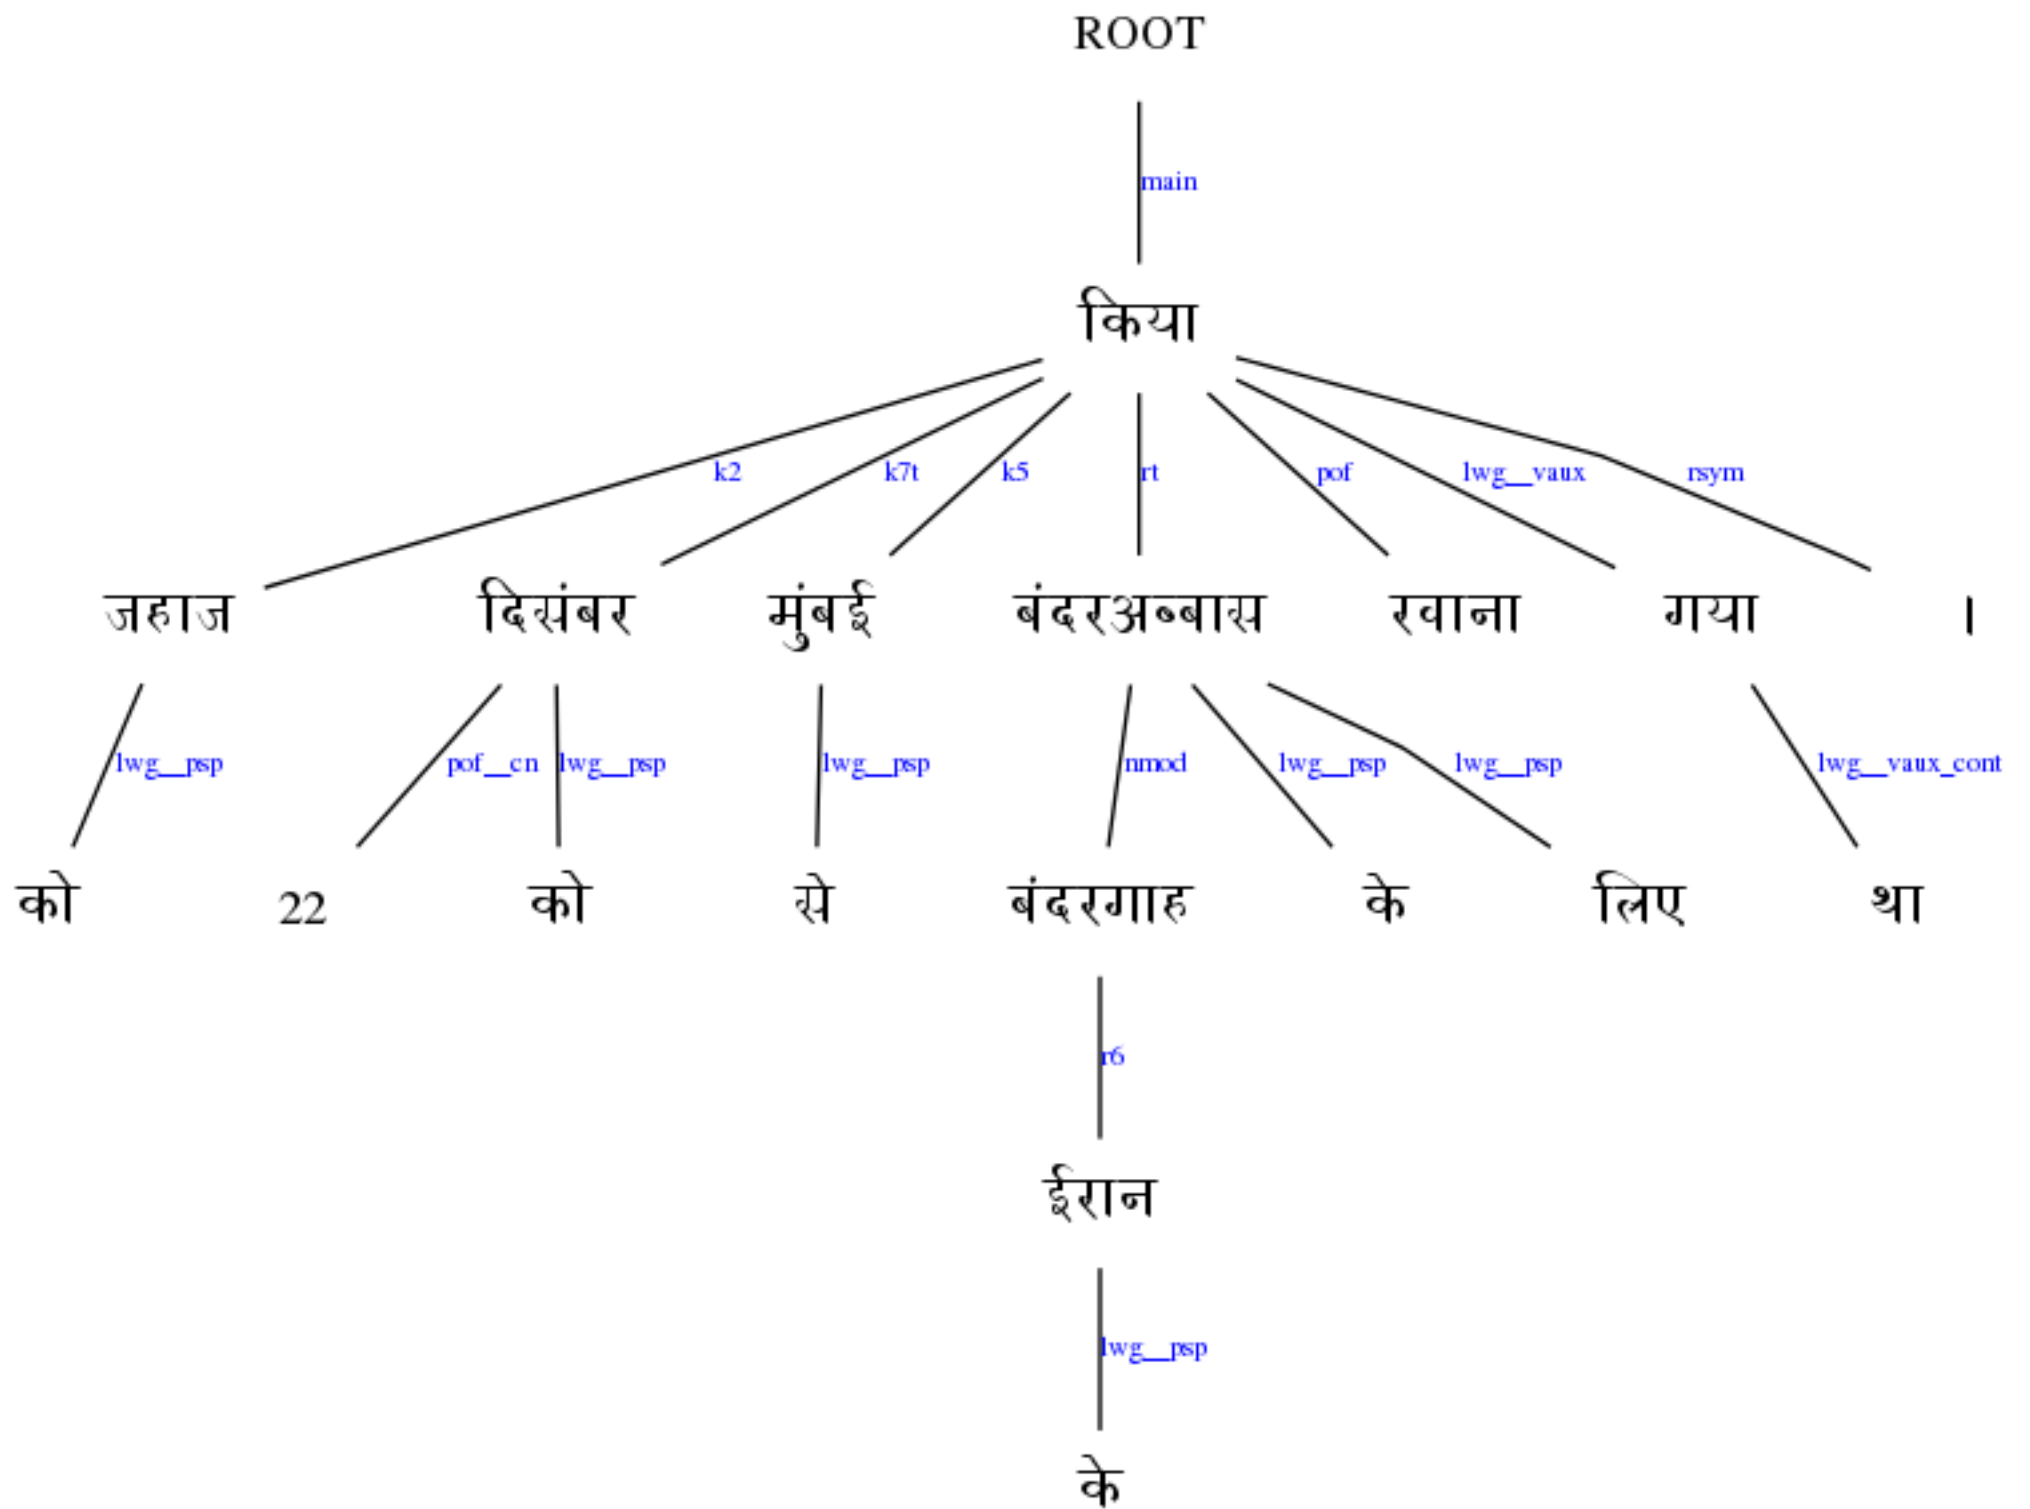 ROOT
main
किया
k2 k7t k5 rt pof lwg__vaux rsym
जहाज दिसंबर मुंबई बंदरअब्बास रवाना गया ।
lwg__psp pof__cn lwg__psp lwg__psp nmod lwg__psp lwg__psp lwg__vaux_cont
को 22 को से बंदरगाह के लिए था
r6
ईरान
lwg__psp
के